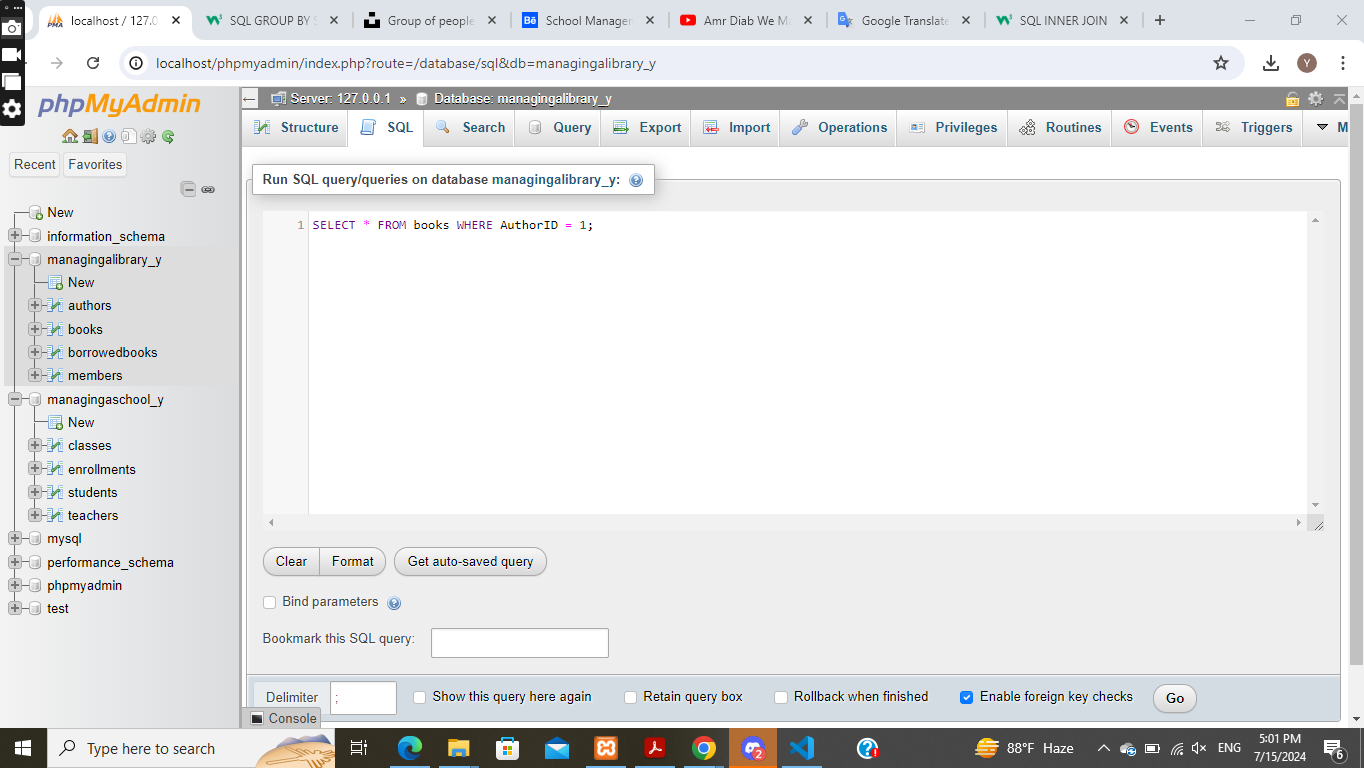 localhost / 127.0
SQL GROUP BY S
Group of people
School Manager
Amr Diab We Ma
Google Translate
SQL INNER JOIN
localhost/phpmyadmin/index.php?route=/database/sql&db=managingalibrary_y
Y
phpMyAdmin
Server: 127.0.0.1 » Database: managingalibrary_y
Structure SQL Search Query Export Import Operations Privileges Routines Events Triggers M
Recent Favorites
Run SQL query/queries on database managingalibrary_y:
New
information_schema
managingalibrary_y
New
authors
books
borrowedbooks
members
managingaschool_y
New
classes
enrollments
students
teachers
mysql
performance_schema
phpmyadmin
test
1 SELECT * FROM books WHERE AuthorID = 1;
Clear Format Get auto-saved query
Bind parameters
Bookmark this SQL query:
Delimiter ; Show this query here again Retain query box Rollback when finished Enable foreign key checks Go
Console
Type here to search
2
88°F Haze
ENG
5:01 PM
7/15/2024
6